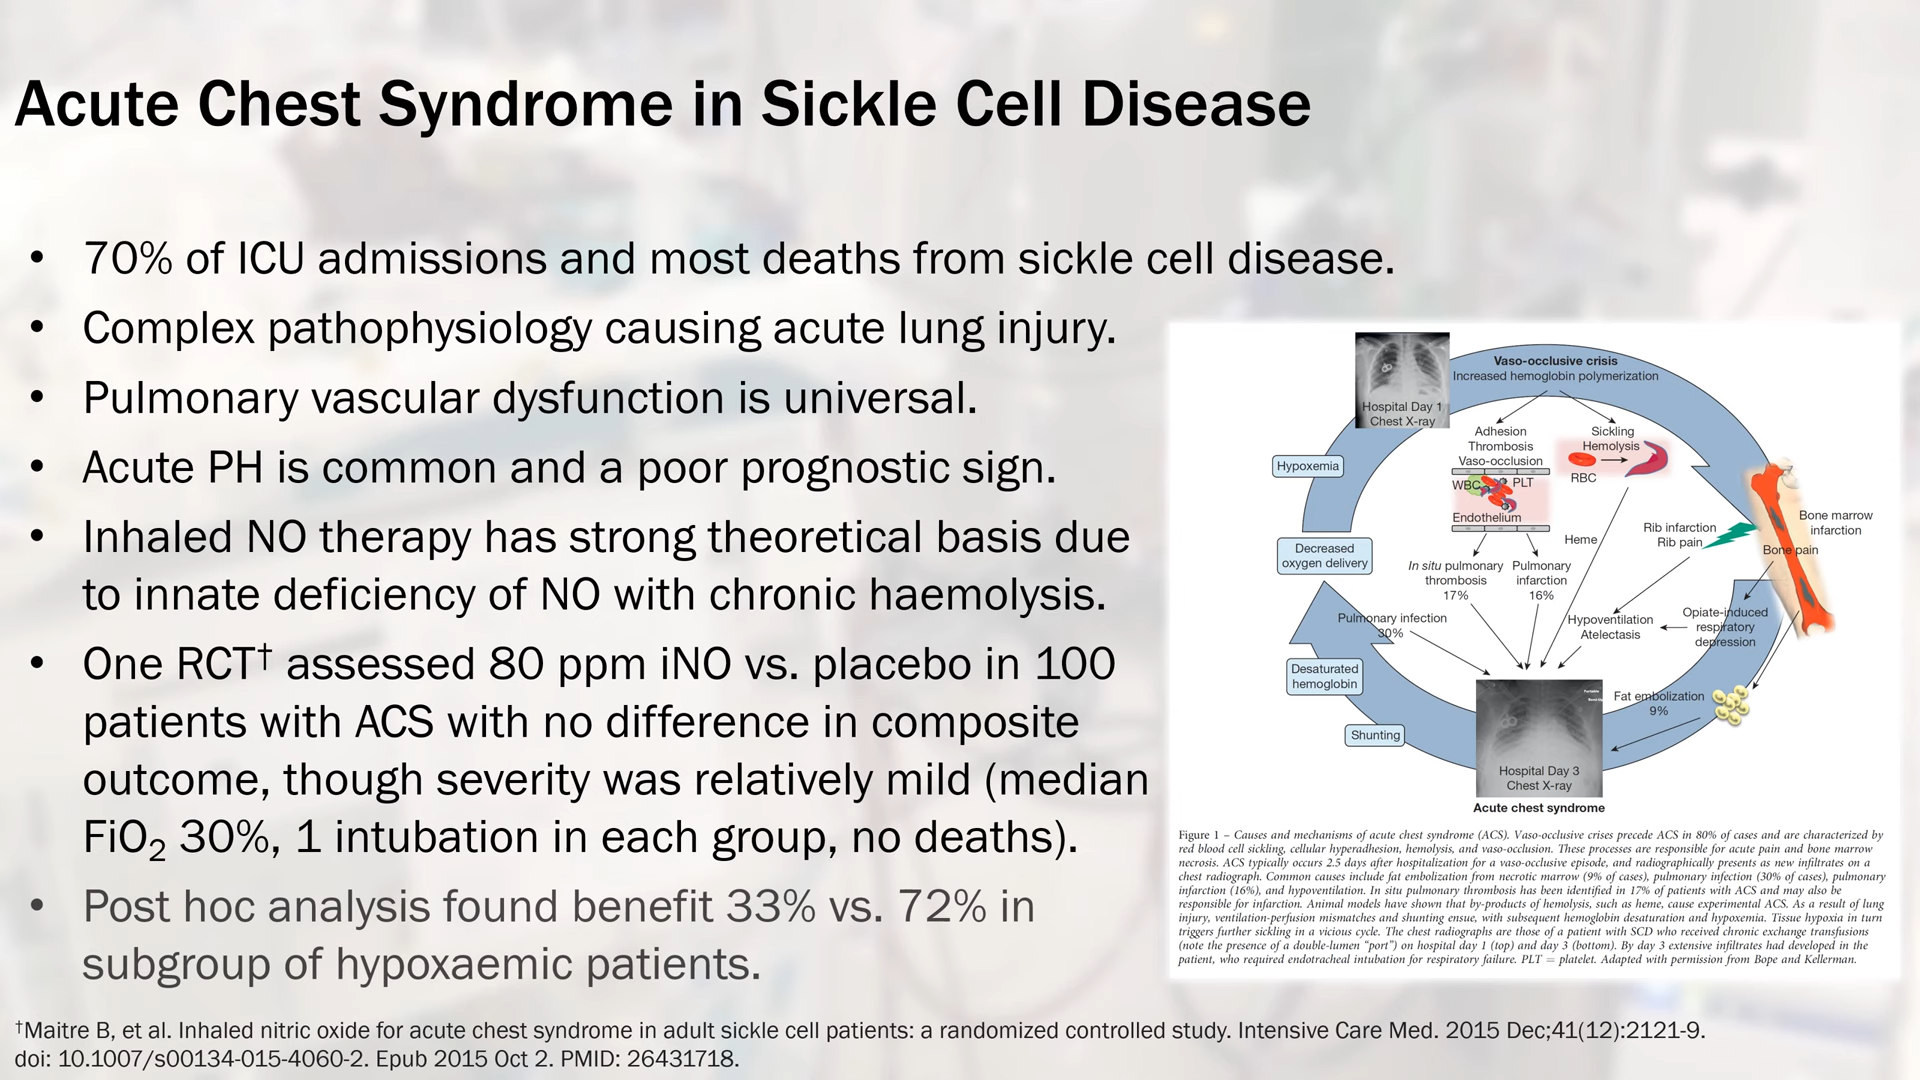 Acute Chest Syndrome in Sickle Cell Disease
• 70% of ICU admissions and most deaths from sickle cell disease.
• Complex pathophysiology causing acute lung injury.
• Pulmonary vascular dysfunction is universal.
• Acute PH is common and a poor prognostic sign.
• Inhaled NO therapy has strong theoretical basis due
to innate deficiency of NO with chronic haemolysis.
• One RCT† assessed 80 ppm iNO vs. placebo in 100
patients with ACS with no difference in composite
outcome, though severity was relatively mild (median
FiO₂ 30%, 1 intubation in each group, no deaths).
• Post hoc analysis found benefit 33% vs. 72% in
subgroup of hypoxaemic patients.
Vaso-occlusive crisis
Increased hemoglobin polymerization
Hospital Day 1
Chest X-ray
Adhesion
Thrombosis
Vaso-occlusion
Sickling
Hemolysis
Hypoxemia
WBC
PLT
RBC
Endothelium
Heme
Rib infarction
Rib pain
Bone marrow
infarction
Bone pain
Decreased
oxygen delivery
In situ pulmonary
thrombosis
17%
Pulmonary
infarction
16%
Pulmonary infection
30%
Hypoventilation
Atelectasis
Opiate-induced
respiratory
depression
Desaturated
hemoglobin
Fat embolization
9%
Shunting
Hospital Day 3
Chest X-ray
Acute chest syndrome
Figure 1 – Causes and mechanisms of acute chest syndrome (ACS). Vaso-occlusive crises precede ACS in 80% of cases and are characterized by
red blood cell sickling, cellular hyperadhesion, hemolysis, and vaso-occlusion. These processes are responsible for acute pain and bone marrow
necrosis. ACS typically occurs 2.5 days after hospitalization for a vaso-occlusive episode, and radiographically presents as new infiltrates on a
chest radiograph. Common causes include fat embolization from necrotic marrow (9% of cases), pulmonary infection (30% of cases), pulmonary
infarction (16%), and hypoventilation. In situ pulmonary thrombosis has been identified in 17% of patients with ACS and may also be
responsible for infarction. Animal models have shown that by-products of hemolysis, such as heme, cause experimental ACS. As a result of lung
injury, ventilation-perfusion mismatches and shunting ensue, with subsequent hemoglobin desaturation and hypoxemia. Tissue hypoxia in turn
triggers further sickling in a vicious cycle. The chest radiographs are those of a patient with SCD who received chronic exchange transfusions
(note the presence of a double-lumen “port”) on hospital day 1 (top) and day 3 (bottom). By day 3 extensive infiltrates had developed in the
patient, who required endotracheal intubation for respiratory failure. PLT = platelet. Adapted with permission from Bope and Kellerman.
†Maitre B, et al. Inhaled nitric oxide for acute chest syndrome in adult sickle cell patients: a randomized controlled study. Intensive Care Med. 2015 Dec;41(12):2121-9.
doi: 10.1007/s00134-015-4060-2. Epub 2015 Oct 2. PMID: 26431718.